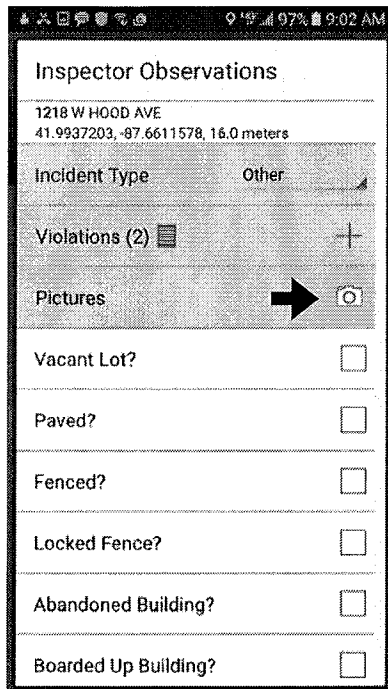 97% 9:02 AM
Inspector Observations
1218 W HOOD AVE
41.9937203, -87.6611578, 16.0 meters
Incident Type Other
Violations (2)
Pictures
Vacant Lot?
Paved?
Fenced?
Locked Fence?
Abandoned Building?
Boarded Up Building?